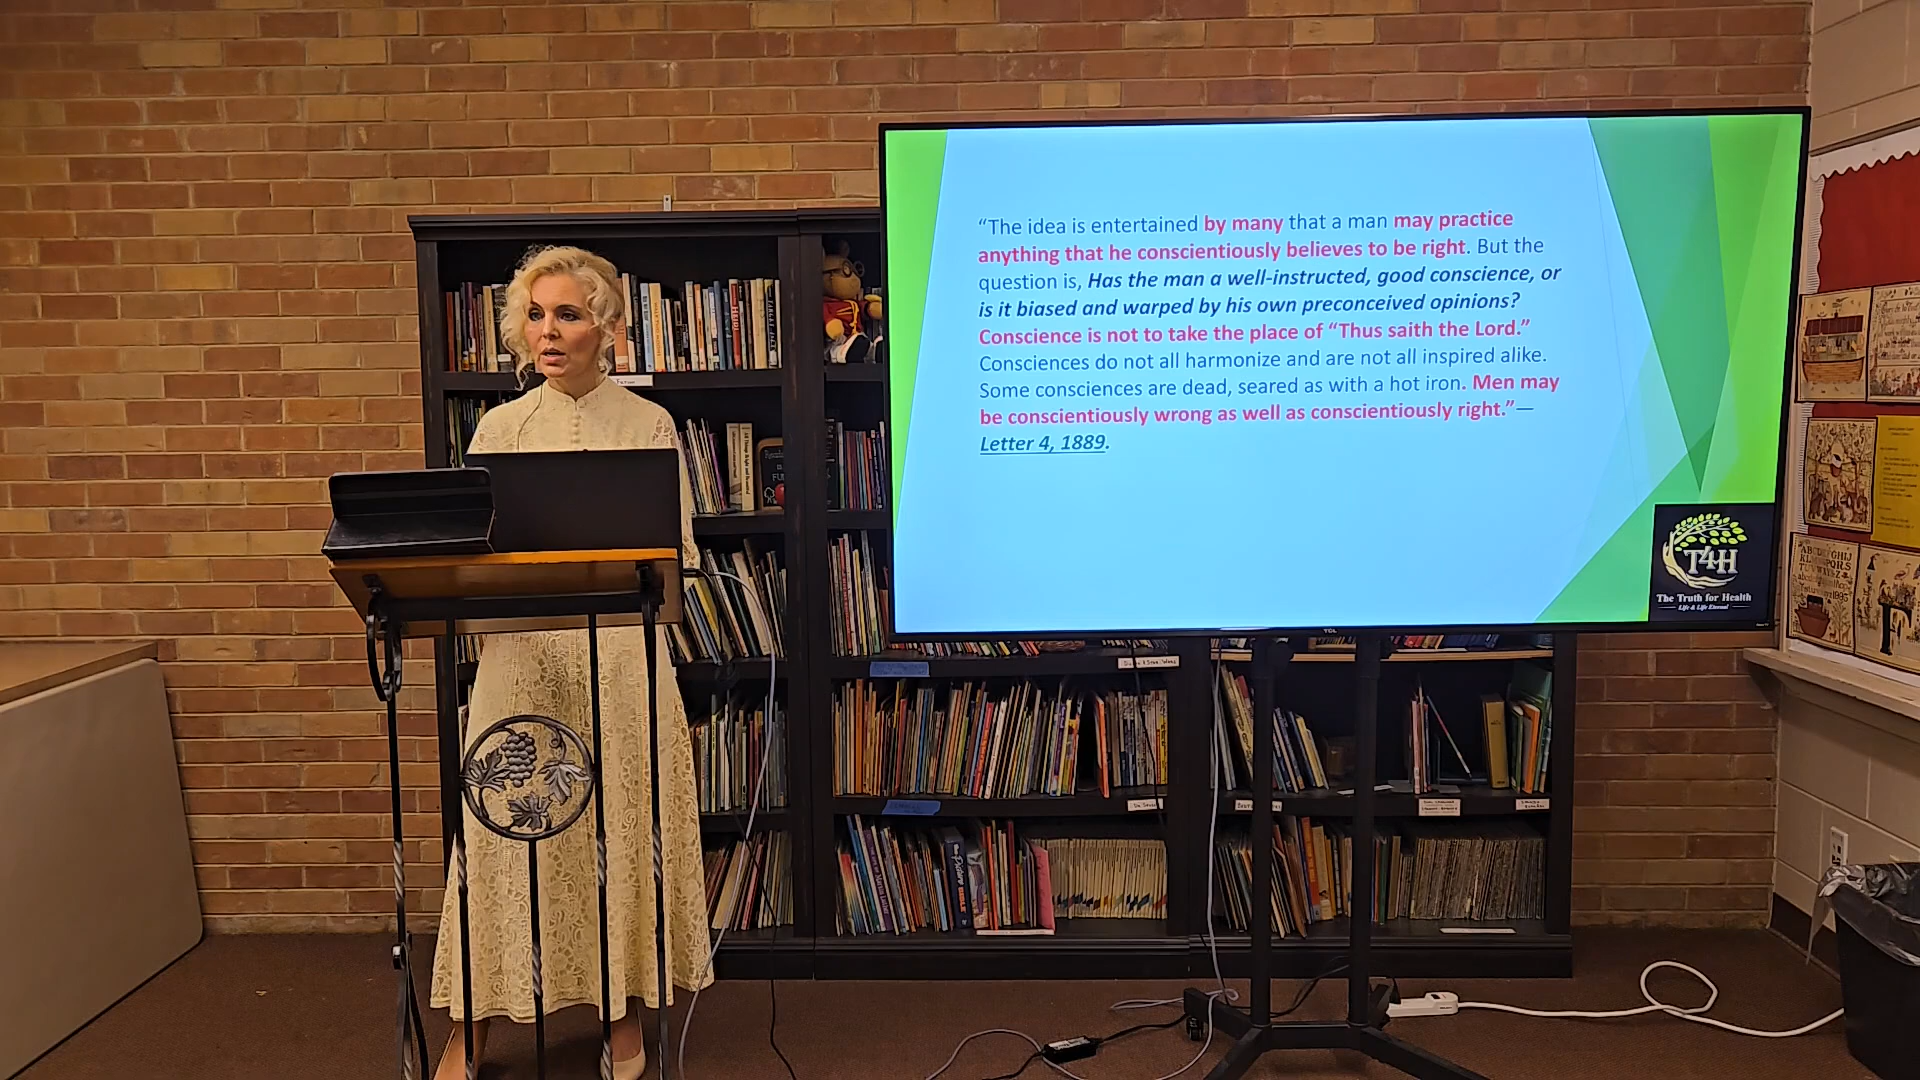 “The idea is entertained by many that a man may practice
anything that he conscientiously believes to be right. But the
question is, Has the man a well-instructed, good conscience, or
is it biased and warped by his own preconceived opinions?
Conscience is not to take the place of “Thus saith the Lord.”
Consciences do not all harmonize and are not all inspired alike.
Some consciences are dead, seared as with a hot iron. Men may
be conscientiously wrong as well as conscientiously right.”—
Letter 4, 1889.
T4H
The Truth for Health
Life & Life Eternal
TCL